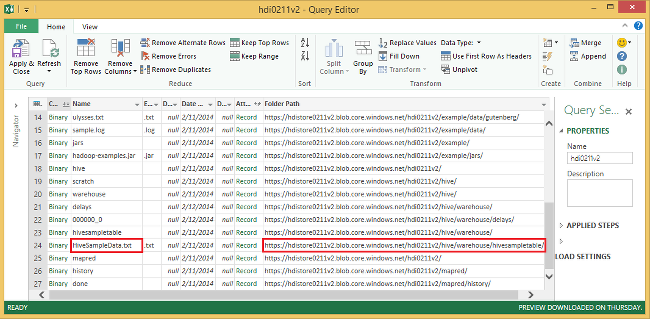 hdi0211v2 - Query Editor
File Home
Apply & Close Refresh Remove Top Rows Remove Columns Remove Alternate Rows Remove Errors Remove Duplicates Keep Top Rows Keep Range Split Column Group By Replace Values Fill Down Transform Data Type: Use First Row As Headers Unpivot Insert Custom Column Merge Append Send a Smile
Query Reduce Sort Transform Create Combine Help
Navigator
C... Name E... D... Date ... D... Att... Folder Path
14 Binary ulysses.txt .txt null 2/11/2014 null Record https://hdistore0211v2.blob.core.windows.net/hdi0211v2/example/data/gutenberg/
15 Binary sample.log .log null 2/11/2014 null Record https://hdistore0211v2.blob.core.windows.net/hdi0211v2/example/data/
16 Binary jars null 2/11/2014 null Record https://hdistore0211v2.blob.core.windows.net/hdi0211v2/example/
17 Binary hadoop-examples.jar .jar null 2/11/2014 null Record https://hdistore0211v2.blob.core.windows.net/hdi0211v2/example/jars/
18 Binary hive null 2/11/2014 null Record https://hdistore0211v2.blob.core.windows.net/hdi0211v2/
19 Binary scratch null 2/11/2014 null Record https://hdistore0211v2.blob.core.windows.net/hdi0211v2/hive/
20 Binary warehouse null 2/11/2014 null Record https://hdistore0211v2.blob.core.windows.net/hdi0211v2/hive/
21 Binary delays null 2/12/2014 null Record https://hdistore0211v2.blob.core.windows.net/hdi0211v2/hive/warehouse/
22 Binary 000000_0 null 2/12/2014 null Record https://hdistore0211v2.blob.core.windows.net/hdi0211v2/hive/warehouse/delays/
23 Binary hivesampletable null 2/11/2014 null Record https://hdistore0211v2.blob.core.windows.net/hdi0211v2/hive/warehouse/
24 Binary HiveSampleData.txt .txt null 2/11/2014 null Record https://hdistore0211v2.blob.core.windows.net/hdi0211v2/hive/warehouse/hivesampletable/
25 Binary mapred null 2/11/2014 null Record https://hdistore0211v2.blob.core.windows.net/hdi0211v2/
26 Binary history null 2/11/2014 null Record https://hdistore0211v2.blob.core.windows.net/hdi0211v2/mapred/
27 Binary done null 2/11/2014 null Record https://hdistore0211v2.blob.core.windows.net/hdi0211v2/mapred/history/
Query Se...
PROPERTIES
Name
hdi0211v2
Description
APPLIED STEPS
LOAD SETTINGS
READY PREVIEW DOWNLOADED ON THURSDAY.